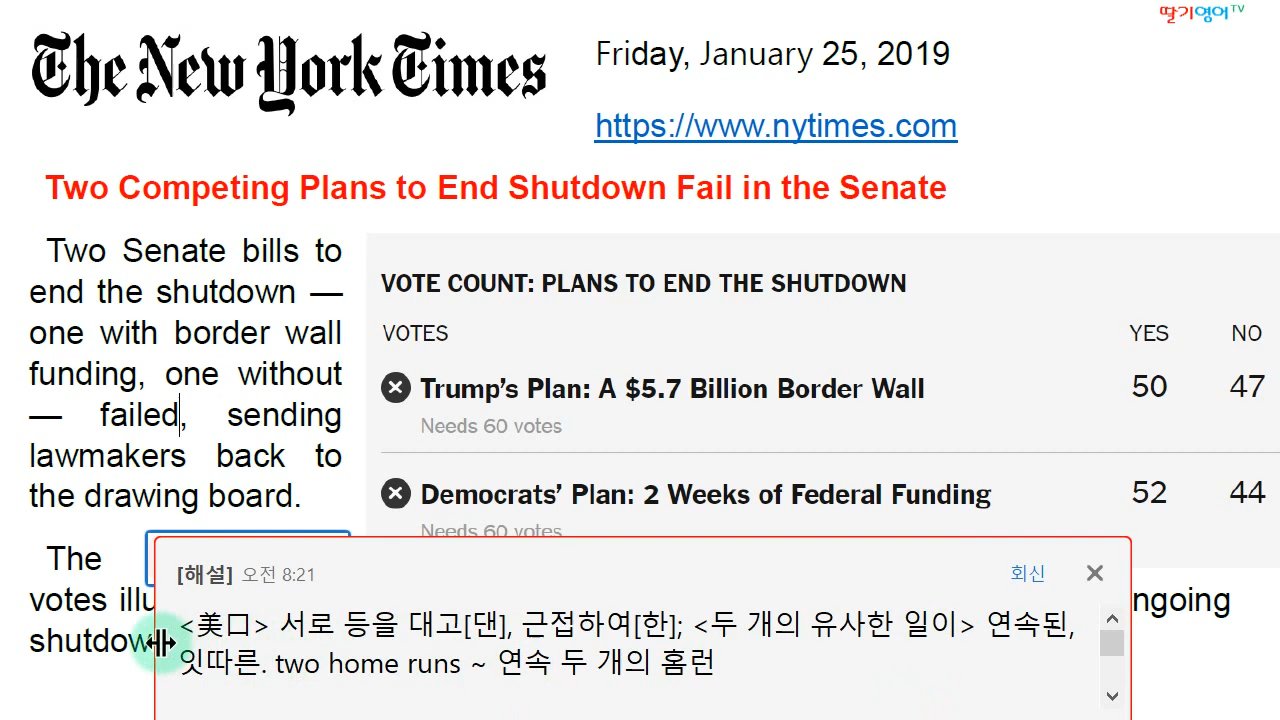 딸기영어TV
The New York Times
Friday, January 25, 2019
https://www.nytimes.com
Two Competing Plans to End Shutdown Fail in the Senate
Two Senate bills to
end the shutdown —
one with border wall
funding, one without
— failed, sending
lawmakers back to
the drawing board.
VOTE COUNT: PLANS TO END THE SHUTDOWN
VOTES YES NO
Trump's Plan: A $5.7 Billion Border Wall 50 47
Needs 60 votes
Democrats' Plan: 2 Weeks of Federal Funding 52 44
Needs 60 votes
The
votes illu ngoing
shutdow
[해설] 오전 8:21 회신
<美口> 서로 등을 대고[댄], 근접하여[한]; <두 개의 유사한 일이> 연속된,
잇따른. two home runs ~ 연속 두 개의 홈런